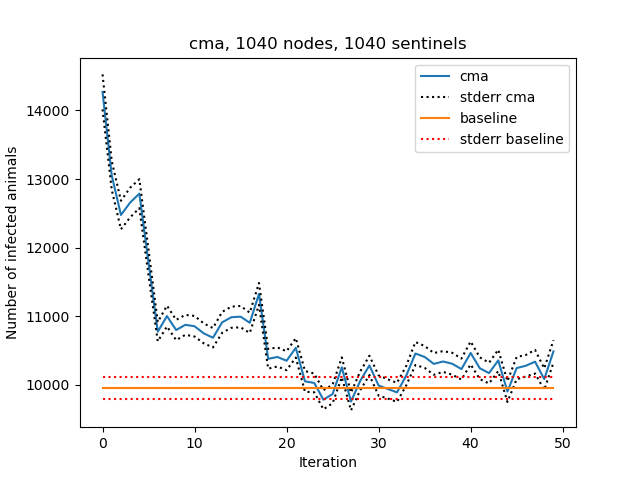 cma, 1040 nodes, 1040 sentinels
cma
stderr cma
baseline
stderr baseline
Number of infected animals
14000
13000
12000
11000
10000
0 10 20 30 40 50
Iteration